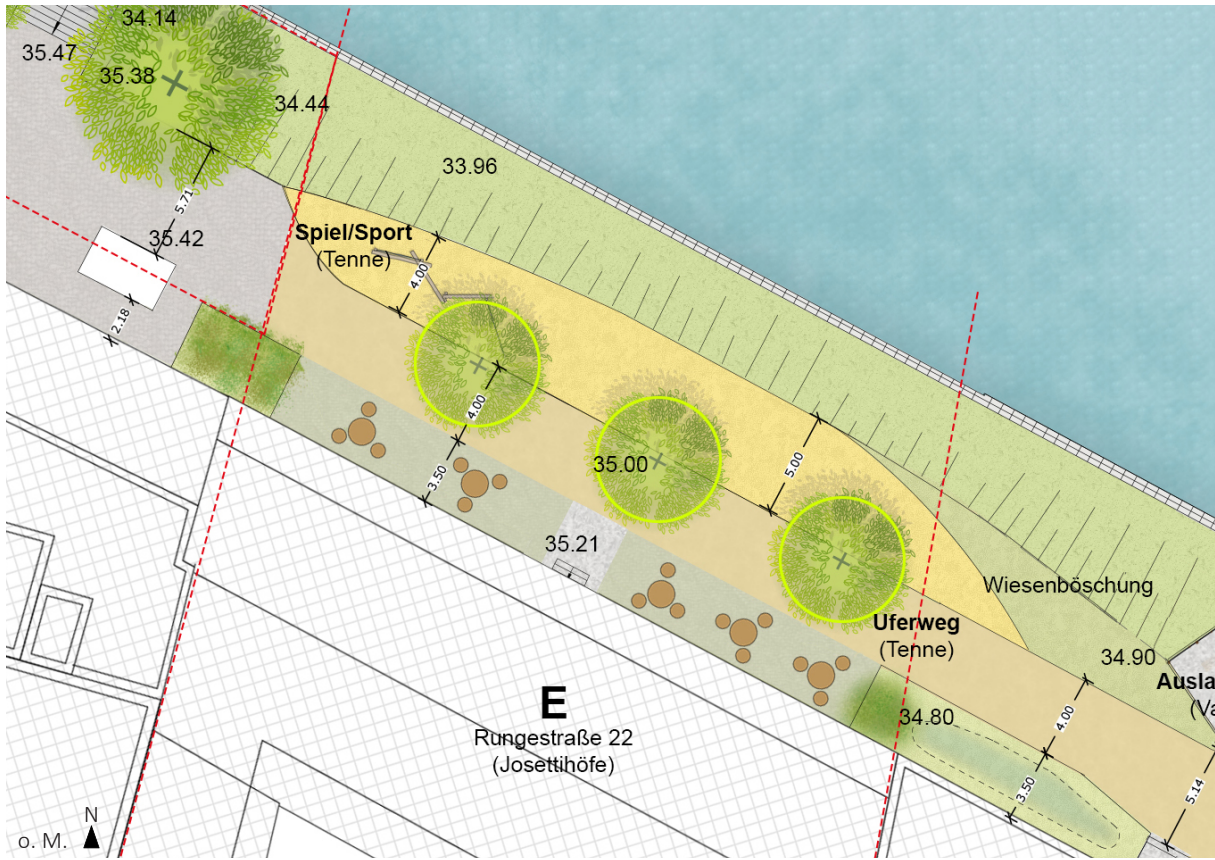 34.14
35.47
35.38
34.44
33.96
5.71
35.42
Spiel/Sport
(Tenne)
4.00
2.18
4.00
3.50
35.00
5.00
35.21
Wiesenböschung
Uferweg
(Tenne)
34.90
Ausla
(Va
34.80
4.00
E
Rungestraße 22
(Josettihöfe)
3.50
5.14
N
o. M.